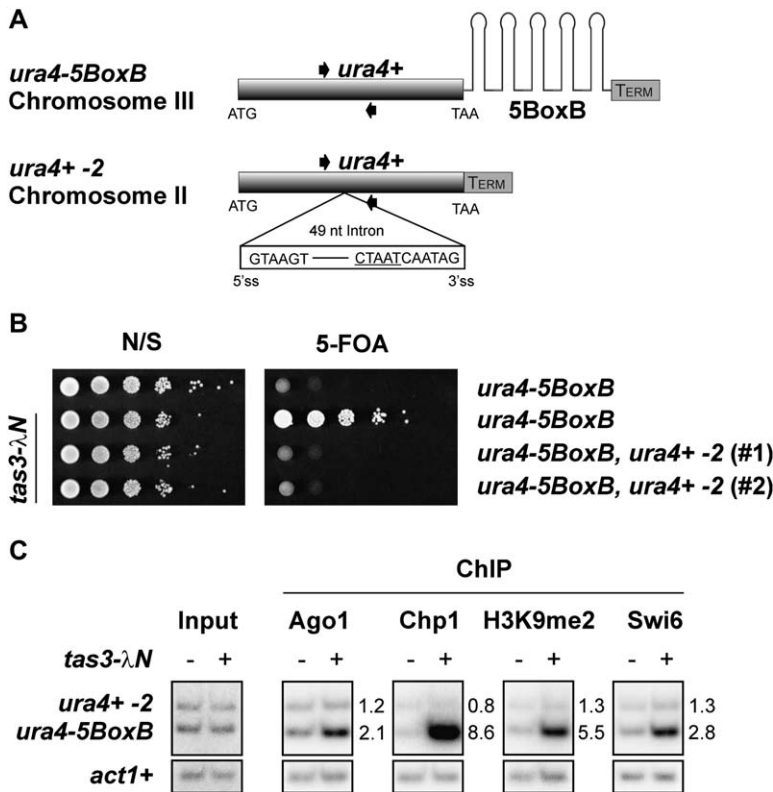 A
ura4-5BoxB
Chromosome III
ura4+
ATG
TAA
5BoxB
TERM
ura4+ -2
Chromosome II
ura4+
TERM
ATG
TAA
49 nt Intron
GTAAGT CTAATCAATAG
5'ss 3'ss
B
N/S 5-FOA
tas3-λN
ura4-5BoxB
ura4-5BoxB
ura4-5BoxB, ura4+ -2 (#1)
ura4-5BoxB, ura4+ -2 (#2)
C
ChIP
Input Ago1 Chp1 H3K9me2 Swi6
tas3-λN - + - + - + - + - +
ura4+ -2 1.2 0.8 1.3 1.3
ura4-5BoxB 2.1 8.6 5.5 2.8
act1+